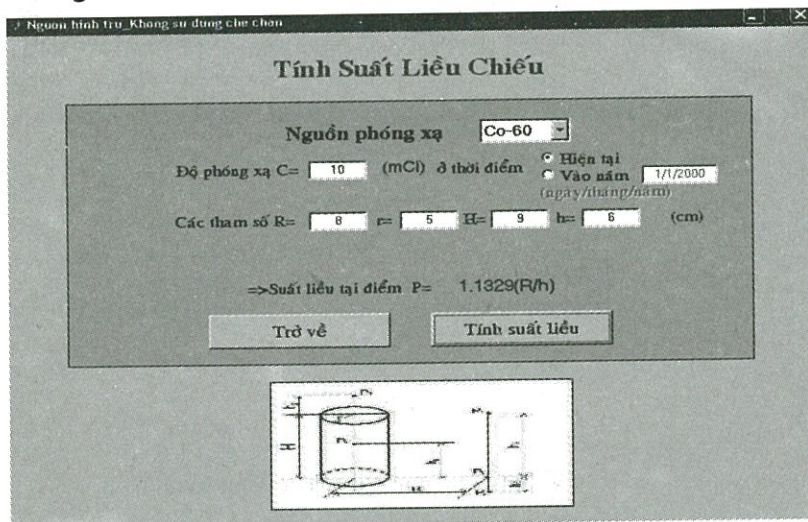 Nguon hinh tru_Khong su dung che chan
Tính Suất Liều Chiếu
Nguồn phóng xạ Co-60
Độ phóng xạ C= 10 (mCi) ở thời điểm Hiện tại
Vào năm 1/1/2000
(ngày/tháng/năm)
Các tham số R= 8 r= 5 H= 9 h= 6 (cm)
=>Suất liều tại điểm P= 1.1329(R/h)
Trở về Tính suất liều
H